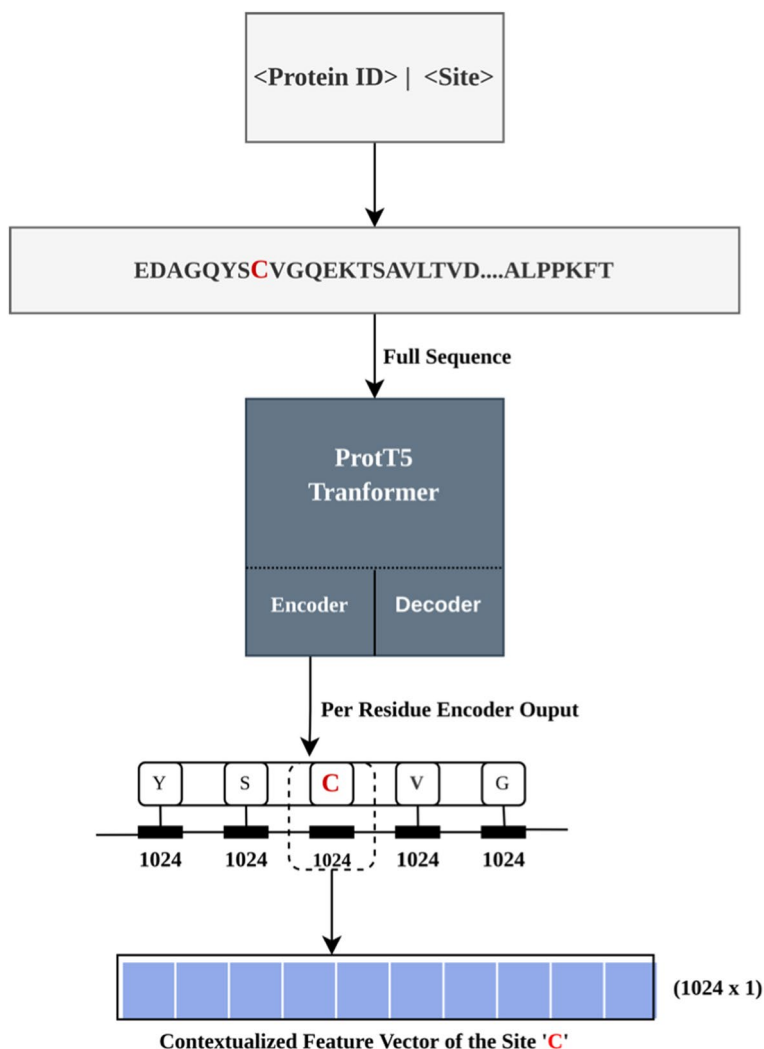 <Protein ID> | <Site>
EDAGQYSCVGQEKTSAVLTVD....ALPPKFT
Full Sequence
ProtT5
Tranformer
Encoder Decoder
Per Residue Encoder Ouput
Y S C V G
1024 1024 1024 1024 1024
(1024 x 1)
Contextualized Feature Vector of the Site 'C'